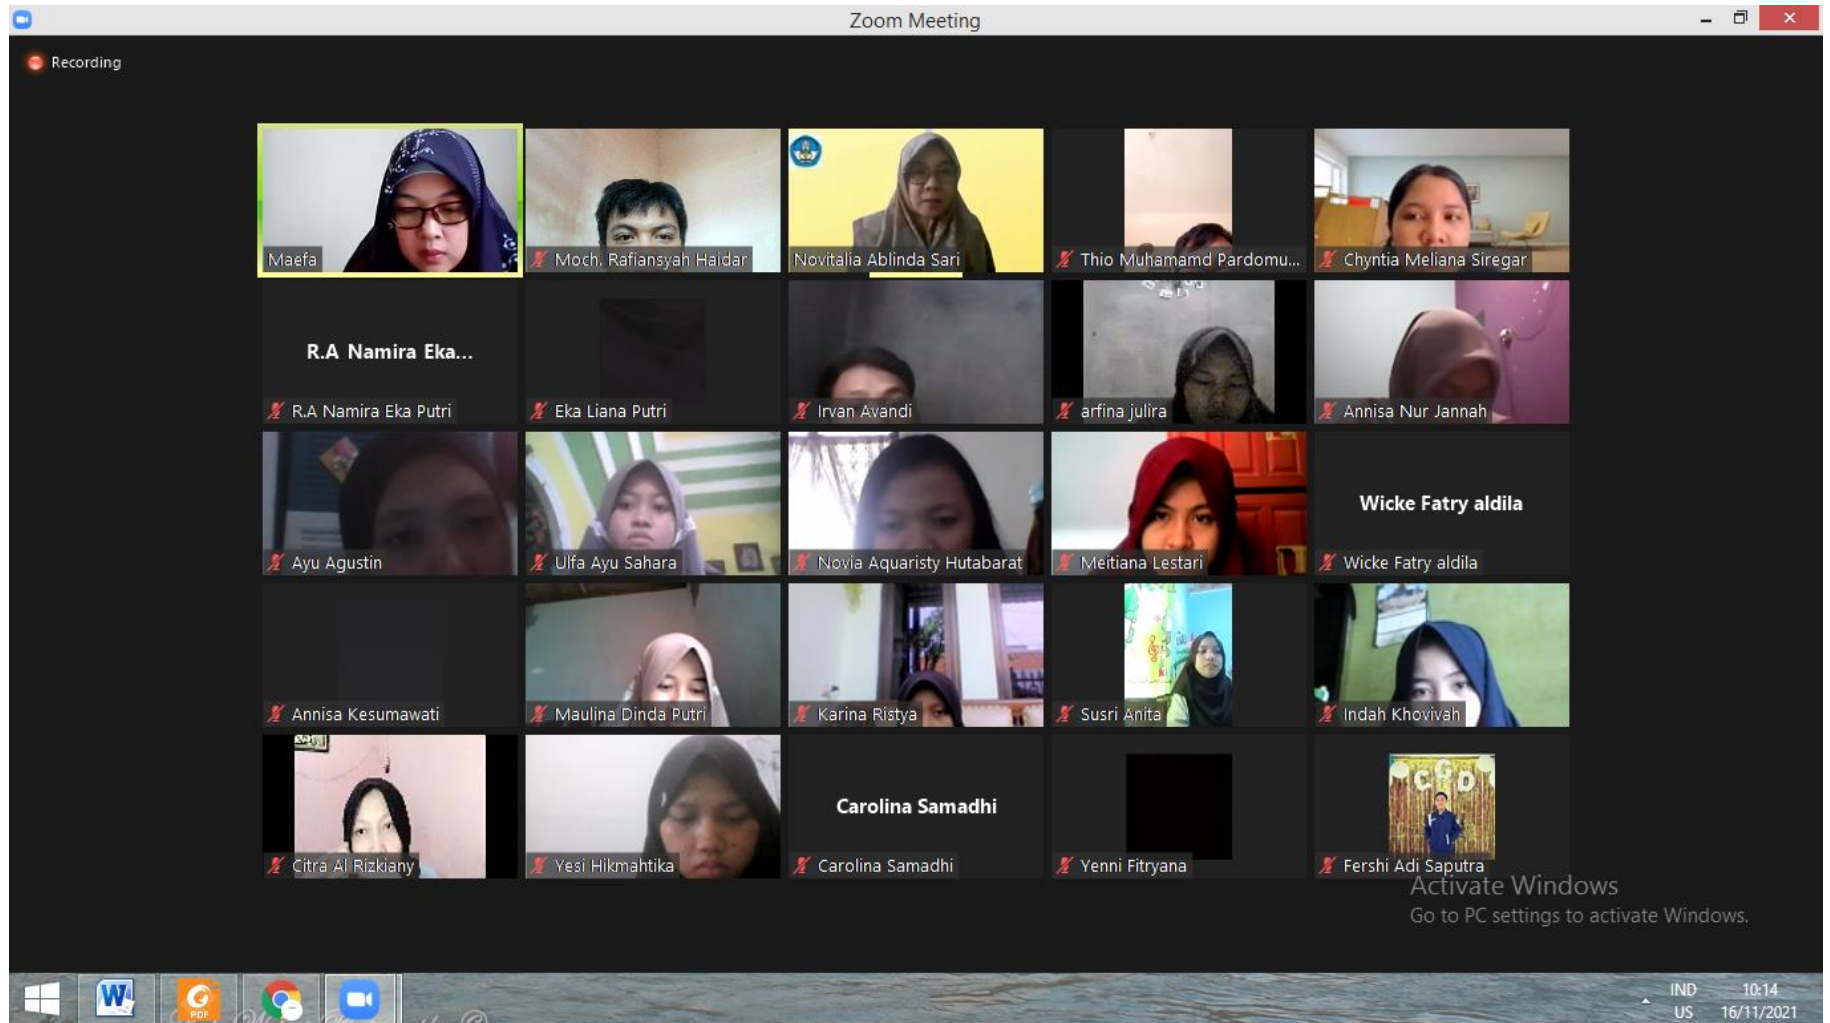 Zoom Meeting
Recording
Maefa
Moch. Rafiansyah Haidar
Novitalia Ablinda Sari
Thio Muhamamd Pardomu...
Chyntia Meliana Siregar
R.A Namira Eka...
R.A Namira Eka Putri
Eka Liana Putri
Irvan Avandi
arfina julira
Annisa Nur Jannah
Ayu Agustin
Ulfa Ayu Sahara
Novia Aquaristy Hutabarat
Meitiana Lestari
Wicke Fatry aldila
Wicke Fatry aldila
Annisa Kesumawati
Maulina Dinda Putri
Karina Ristya
Susri Anita
Indah Khovivah
Citra Al Rizkiany
Yesi Hikmahtika
Carolina Samadhi
Carolina Samadhi
Yenni Fitryana
CGD
Fershi Adi Saputra
Activate Windows
Go to PC settings to activate Windows.
W
PDF
IND
US
10:14
16/11/2021